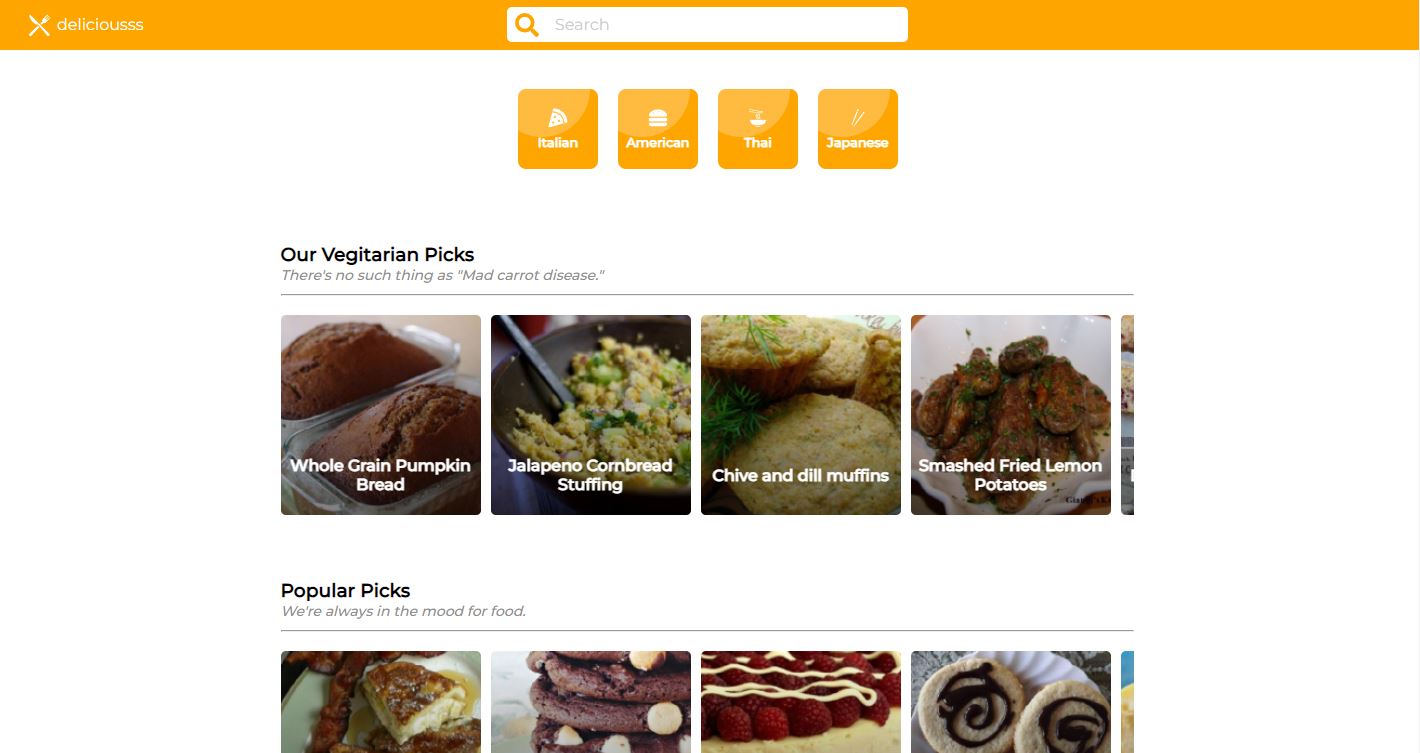 deliciousss
Search
Italian
American
Thai
Japanese
Our Vegitarian Picks
There's no such thing as "Mad carrot disease."
Whole Grain Pumpkin
Bread
Jalapeno Cornbread
Stuffing
Chive and dill muffins
Smashed Fried Lemon
Potatoes
Popular Picks
We're always in the mood for food.